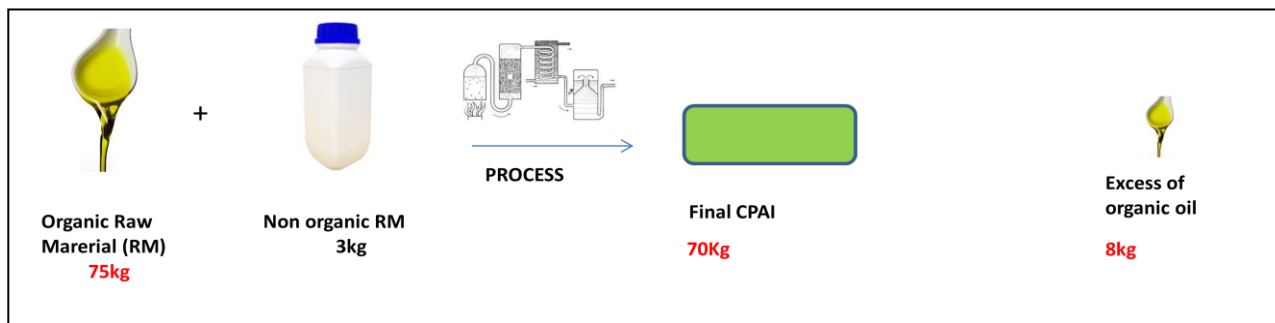 +
PROCESS
Organic Raw
Marerial (RM)
75kg
Non organic RM
3kg
Final CPAI
70Kg
Excess of
organic oil
8kg